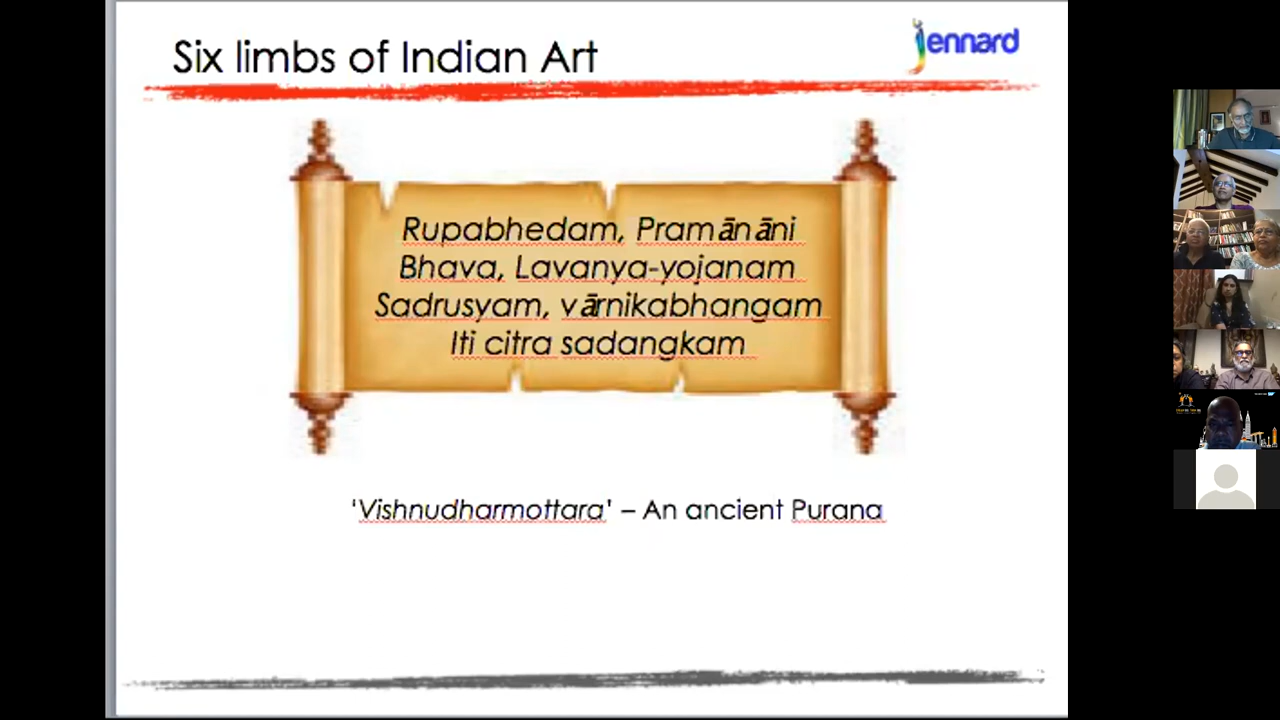 Six limbs of Indian Art
jennard
Rupabhedam, Pramānāni
Bhava, Lavanya-yojanam
Sadrusyam, vārnikabhangam
Iti citra sadangkam
‘Vishnudharmottara’ – An ancient Purana